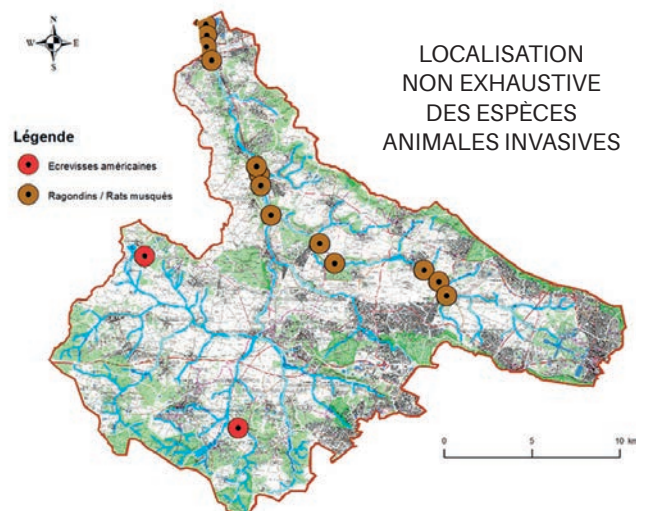 N
W
E
S
LOCALISATION
NON EXHAUSTIVE
DES ESPÈCES
ANIMALES INVASIVES
Légende
Ecrevisses américaines
Ragondins / Rats musqués
0 5 10 km